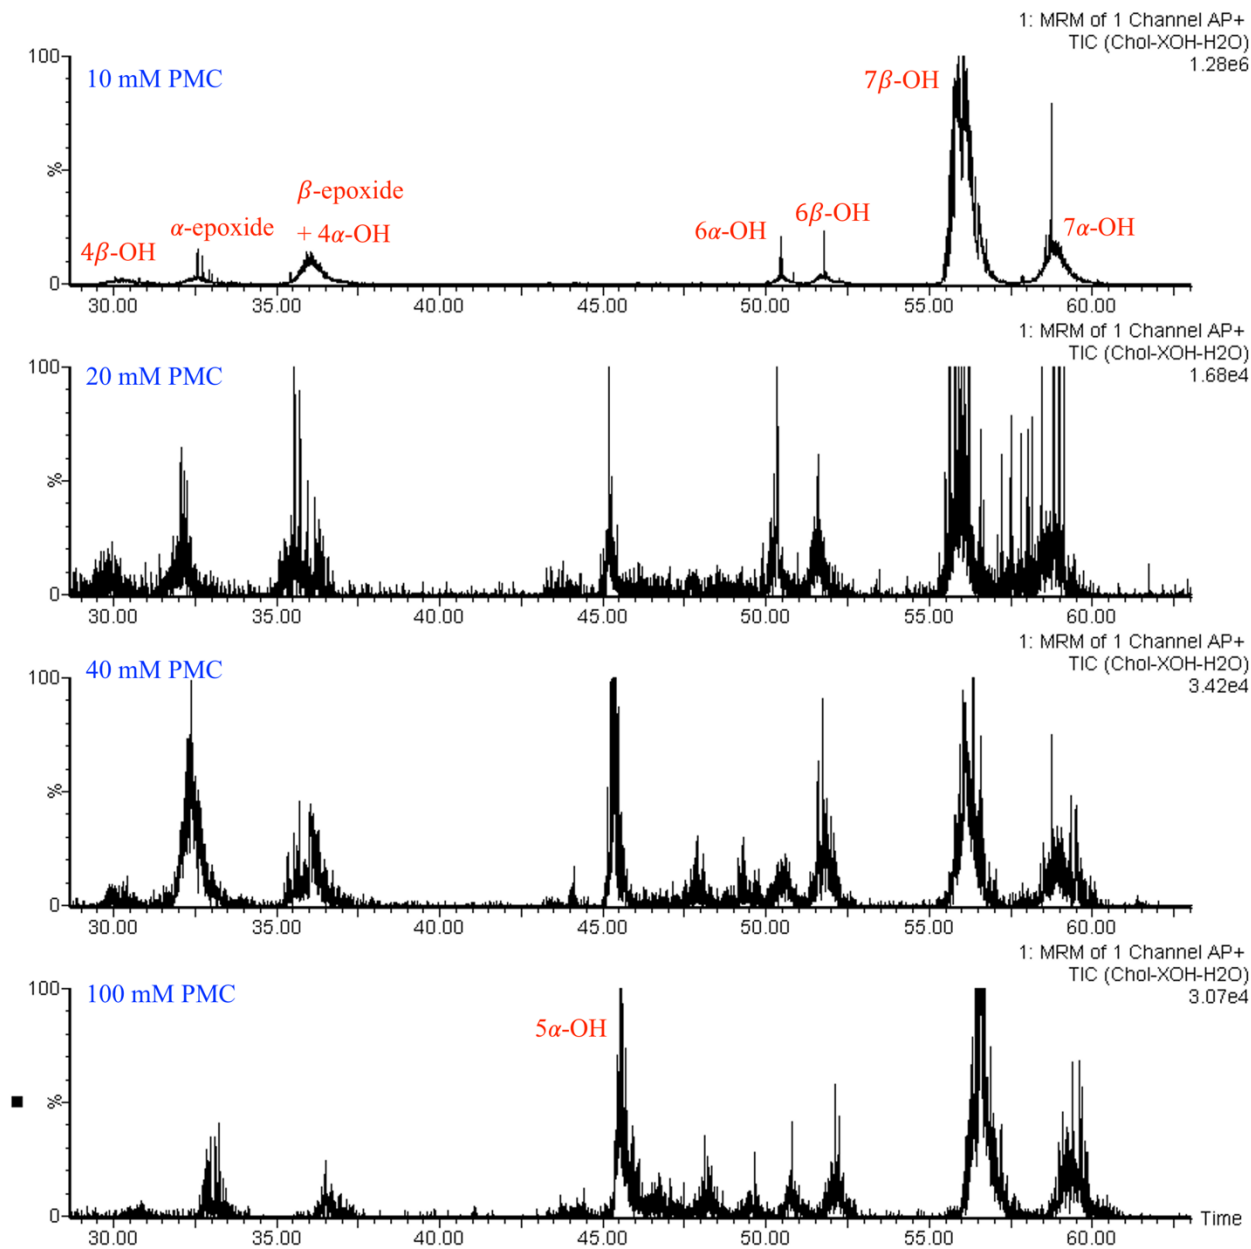 1: MRM of 1 Channel AP+
TIC (Chol-XOH-H2O)
1.28e6
100
10 mM PMC
7β-OH
%
β-epoxide
α-epoxide
+ 4α-OH
4β-OH
6α-OH
6β-OH
7α-OH
0
30.00 35.00 40.00 45.00 50.00 55.00 60.00
1: MRM of 1 Channel AP+
TIC (Chol-XOH-H2O)
1.68e4
100
20 mM PMC
%
0
30.00 35.00 40.00 45.00 50.00 55.00 60.00
1: MRM of 1 Channel AP+
TIC (Chol-XOH-H2O)
3.42e4
100
40 mM PMC
%
0
30.00 35.00 40.00 45.00 50.00 55.00 60.00
1: MRM of 1 Channel AP+
TIC (Chol-XOH-H2O)
3.07e4
100
100 mM PMC
5α-OH
%
0
Time
30.00 35.00 40.00 45.00 50.00 55.00 60.00